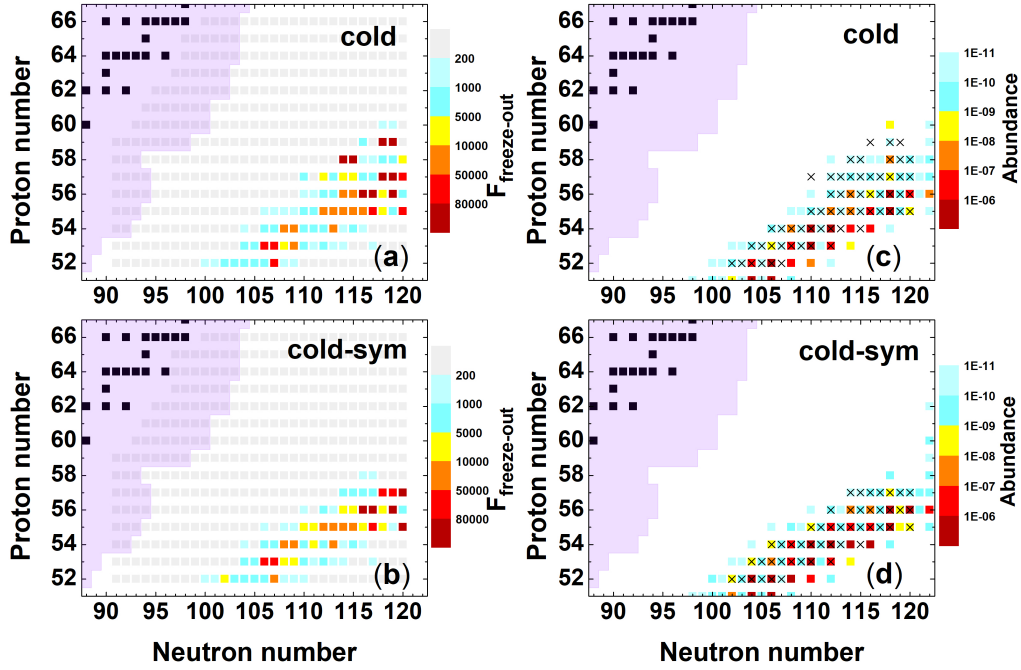 66
64
62
60
58
56
54
52
Proton number
cold
(a)
90 95 100 105 110 115 120
200
1000
5000
10000
50000
80000
F freeze-out
66
64
62
60
58
56
54
52
Proton number
cold
(c)
90 95 100 105 110 115 120
1E-11
1E-10
1E-09
1E-08
1E-07
1E-06
Abundance
66
64
62
60
58
56
54
52
Proton number
cold-sym
(b)
90 95 100 105 110 115 120
Neutron number
200
1000
5000
10000
50000
80000
F freeze-out
66
64
62
60
58
56
54
52
Proton number
cold-sym
(d)
90 95 100 105 110 115 120
Neutron number
1E-11
1E-10
1E-09
1E-08
1E-07
1E-06
Abundance